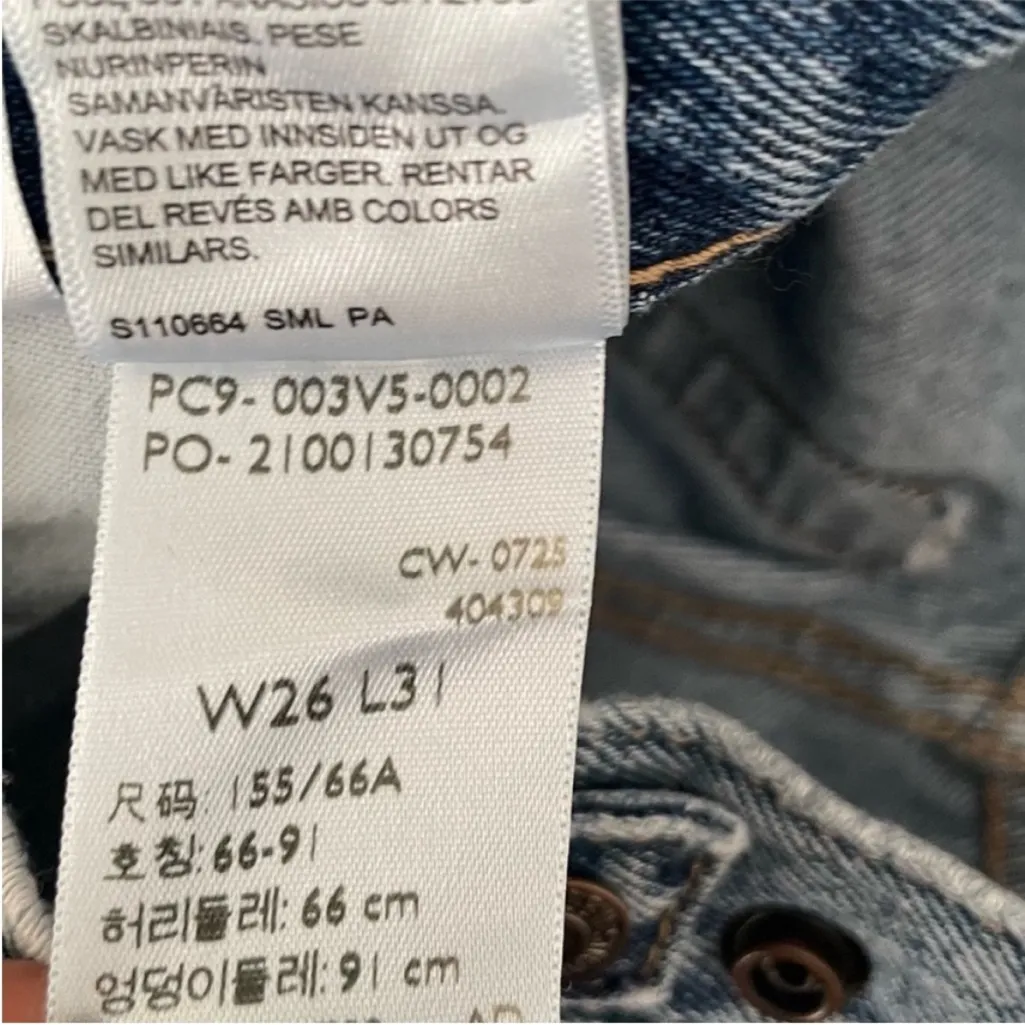 SKALBINIAIS. PESE
NURINPERIN
SAMANVÄRISTEN KANSSA.
VASK MED INNSIDEN UT OG
MED LIKE FARGER. RENTAR
DEL REVÉS AMB COLORS
SIMILARS.
S110664 SML PA
PC9- 003V5-0002
PO- 2100130754
CW- 0725
404309
W26 L31
尺码: 155/66A
호칭: 66-91
허리둘레: 66 cm
엉덩이둘레: 91 cm